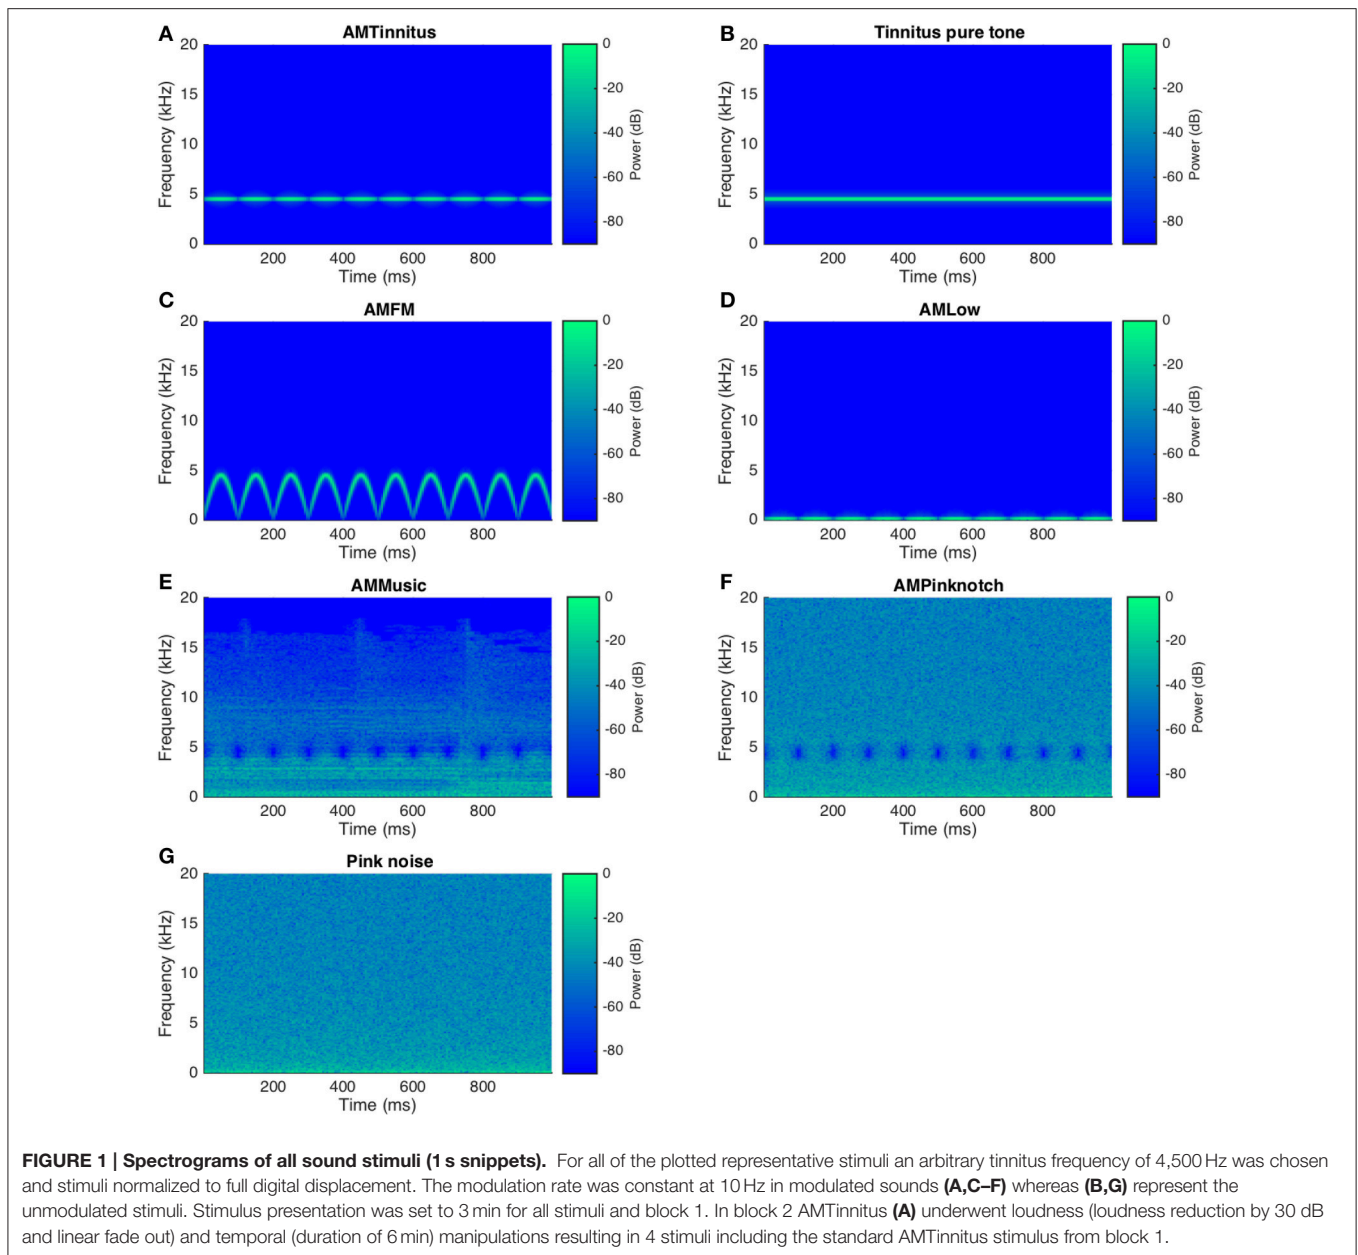 A
AMTinnitus
20
15
10
5
0
Frequency (kHz)
200 400 600 800
Time (ms)
0
-20
-40
-60
-80
Power (dB)
B
Tinnitus pure tone
20
15
10
5
0
Frequency (kHz)
200 400 600 800
Time (ms)
0
-20
-40
-60
-80
Power (dB)
C
AMFM
20
15
10
5
0
Frequency (kHz)
200 400 600 800
Time (ms)
0
-20
-40
-60
-80
Power (dB)
D
AMLow
20
15
10
5
0
Frequency (kHz)
200 400 600 800
Time (ms)
0
-20
-40
-60
-80
Power (dB)
E
AMMusic
20
15
10
5
0
Frequency (kHz)
200 400 600 800
Time (ms)
0
-20
-40
-60
-80
Power (dB)
F
AMPinknotch
20
15
10
5
0
Frequency (kHz)
200 400 600 800
Time (ms)
0
-20
-40
-60
-80
Power (dB)
G
Pink noise
20
15
10
5
0
Frequency (kHz)
200 400 600 800
Time (ms)
0
-20
-40
-60
-80
Power (dB)
FIGURE 1 | Spectrograms of all sound stimuli (1 s snippets). For all of the plotted representative stimuli an arbitrary tinnitus frequency of 4,500 Hz was chosen
and stimuli normalized to full digital displacement. The modulation rate was constant at 10 Hz in modulated sounds (A,C–F) whereas (B,G) represent the
unmodulated stimuli. Stimulus presentation was set to 3 min for all stimuli and block 1. In block 2 AMTinnitus (A) underwent loudness (loudness reduction by 30 dB
and linear fade out) and temporal (duration of 6 min) manipulations resulting in 4 stimuli including the standard AMTinnitus stimulus from block 1.